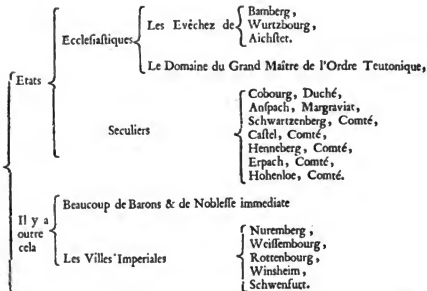 Etats
Ecclesiastiques
Les Evéchez de
Bamberg,
Wurtzbourg,
Aichstet.
Le Domaine du Grand Maître de l'Ordre Teutonique,
Seculiers
Cobourg, Duché,
Anspach, Margraviat,
Schwartzenberg, Comté,
Castel, Comté,
Henneberg, Comté,
Erpach, Comté,
Hohenloe, Comté.
Il y a
outre
cela
Beaucoup de Barons & de Noblesse immediate
Les Villes Imperiales
Nuremberg,
Weissembourg,
Rottenbourg,
Winsheim,
Schwenfurt.